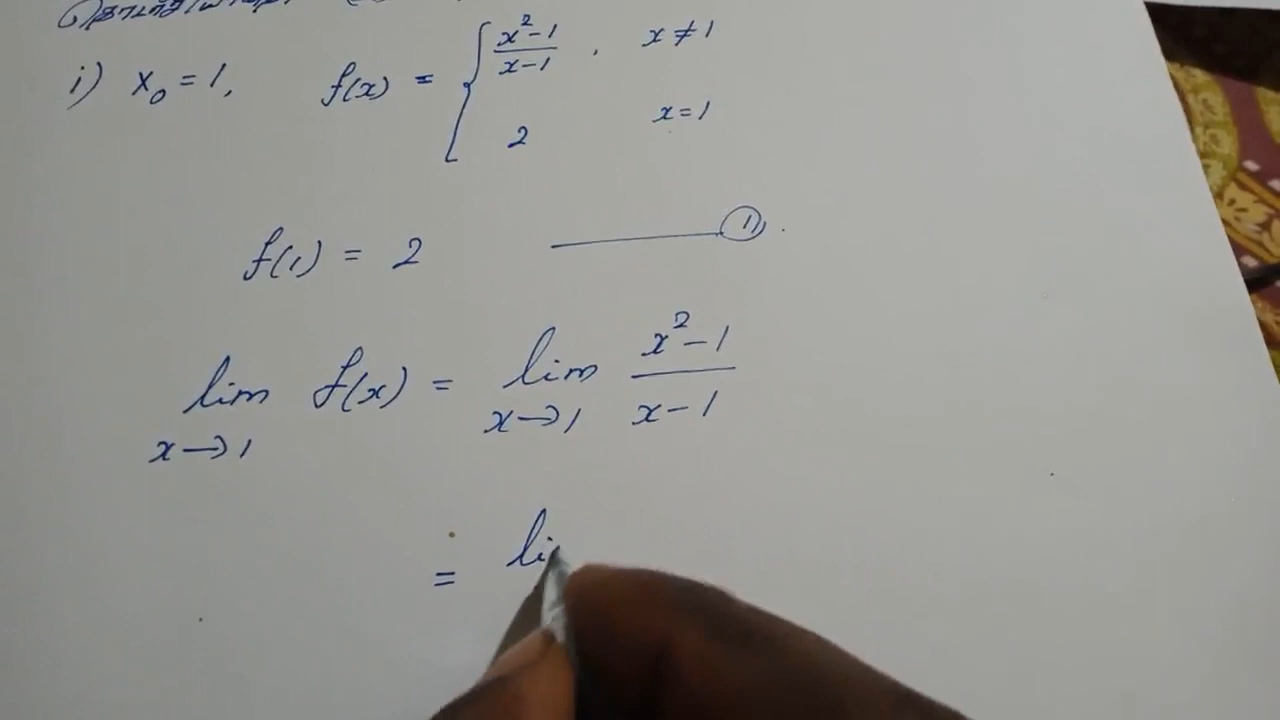 i) x₀ = 1, f(x) = { (x² - 1)/(x - 1) , x ≠ 1
2 x = 1
f(1) = 2 ——— (1)
lim x→1 f(x) = lim x→1 (x² - 1)/(x - 1)
= li